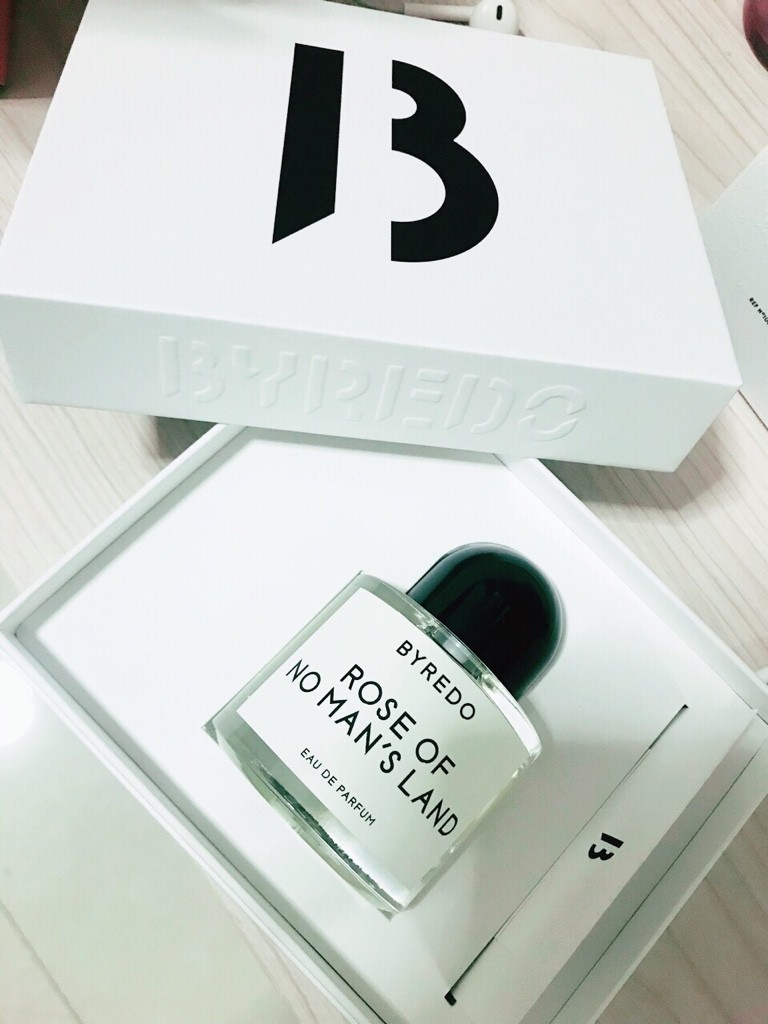 B
BYREDO
BYREDO
ROSE OF
NO MAN'S LAND
EAU DE PARFUM
B